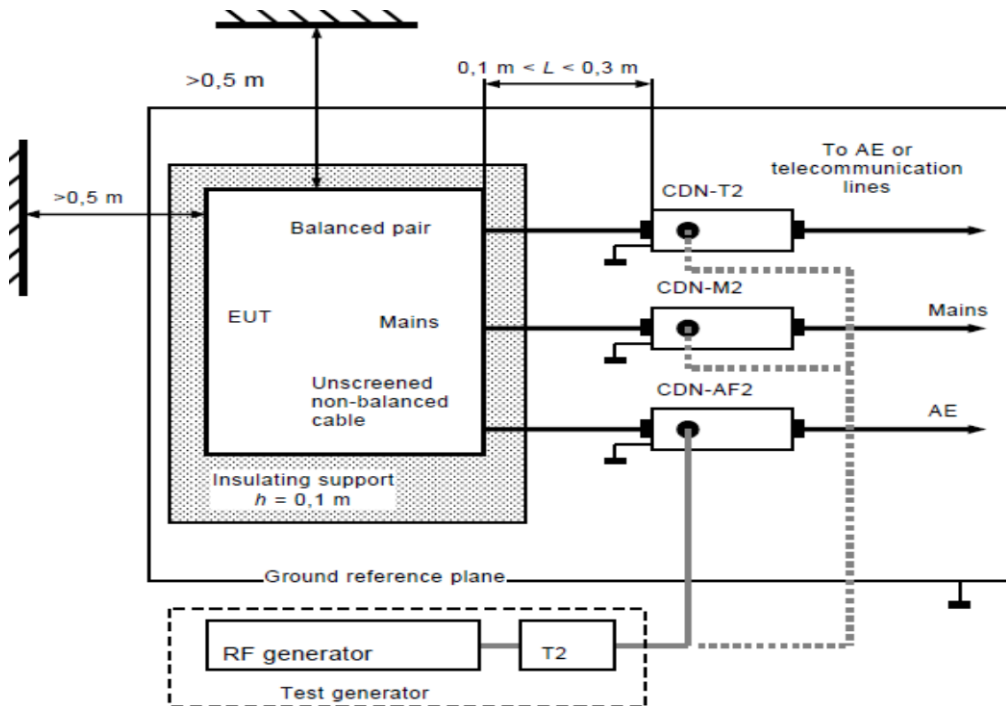 0,1 m < L < 0,3 m
>0,5 m
>0,5 m
To AE or
telecommunication
lines
CDN-T2
Balanced pair
CDN-M2
EUT
Mains
Mains
Unscreened
non-balanced
cable
CDN-AF2
AE
Insulating support
h = 0,1 m
Ground reference plane
RF generator
T2
Test generator